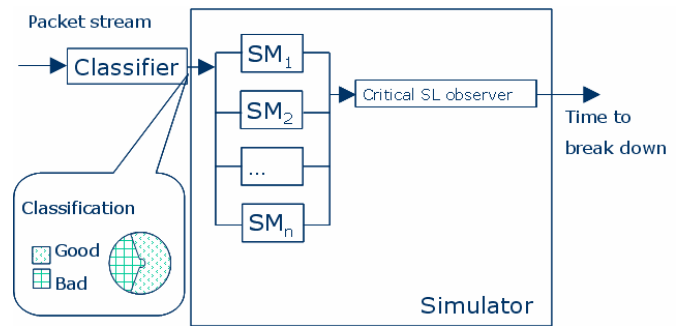 Packet stream
Classifier
SM1
SM2
...
SMn
Critical SL observer
Time to
break down
Classification
Good
Bad
Simulator